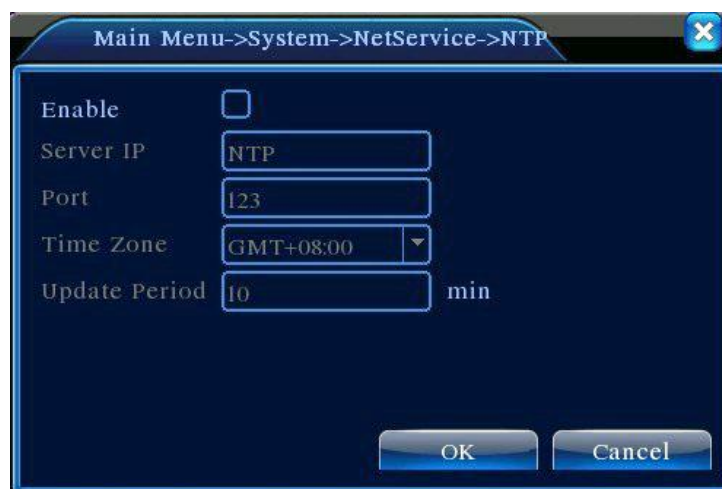 Main Menu->System->NetService->NTP
Enable
Server IP NTP
Port 123
Time Zone GMT+08:00
Update Period 10 min
OK Cancel